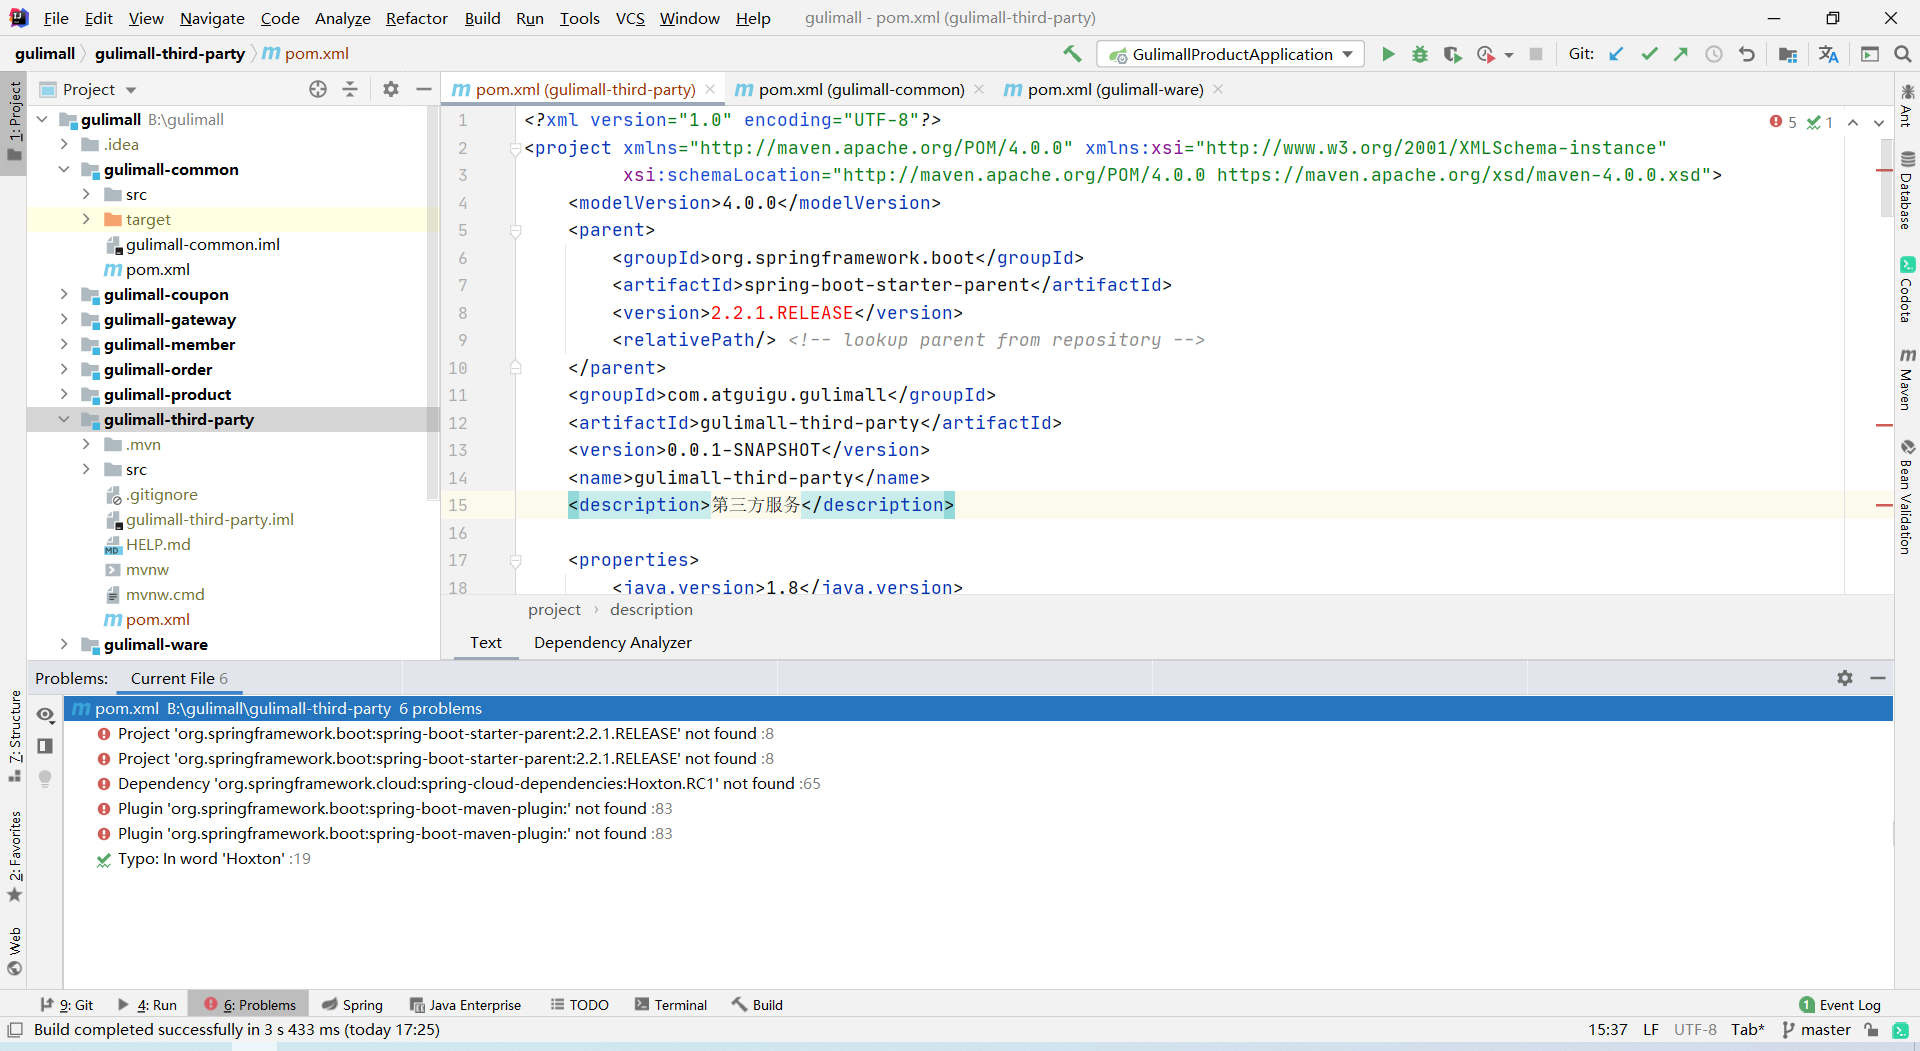 File Edit View Navigate Code Analyze Refactor Build Run Tools VCS Window Help gulimall - pom.xml (gulimall-third-party)
gulimall gulimall-third-party pom.xml GulimallProductApplication Git:
1: Project
Project
gulimall B:\gulimall
.idea
gulimall-common
src
target
gulimall-common.iml
pom.xml
gulimall-coupon
gulimall-gateway
gulimall-member
gulimall-order
gulimall-product
gulimall-third-party
.mvn
src
.gitignore
gulimall-third-party.iml
HELP.md
mvnw
mvnw.cmd
pom.xml
gulimall-ware
pom.xml (gulimall-third-party) pom.xml (gulimall-common) pom.xml (gulimall-ware)
5 1
1 <?xml version="1.0" encoding="UTF-8"?>
2 <project xmlns="http://maven.apache.org/POM/4.0.0" xmlns:xsi="http://www.w3.org/2001/XMLSchema-instance"
3 xsi:schemaLocation="http://maven.apache.org/POM/4.0.0 https://maven.apache.org/xsd/maven-4.0.0.xsd">
4 <modelVersion>4.0.0</modelVersion>
5 <parent>
6 <groupId>org.springframework.boot</groupId>
7 <artifactId>spring-boot-starter-parent</artifactId>
8 <version>2.2.1.RELEASE</version>
9 <relativePath/> <!-- lookup parent from repository -->
10 </parent>
11 <groupId>com.atguigu.gulimall</groupId>
12 <artifactId>gulimall-third-party</artifactId>
13 <version>0.0.1-SNAPSHOT</version>
14 <name>gulimall-third-party</name>
15 <description>第三方服务</description>
16
17 <properties>
18 <java.version>1.8</java.version>
project › description
Text Dependency Analyzer
Ant
Database
Codota
Maven
Bean Validation
Problems: Current File 6
pom.xml B:\gulimall\gulimall-third-party 6 problems
Project 'org.springframework.boot:spring-boot-starter-parent:2.2.1.RELEASE' not found :8
Project 'org.springframework.boot:spring-boot-starter-parent:2.2.1.RELEASE' not found :8
Dependency 'org.springframework.cloud:spring-cloud-dependencies:Hoxton.RC1' not found :65
Plugin 'org.springframework.boot:spring-boot-maven-plugin:' not found :83
Plugin 'org.springframework.boot:spring-boot-maven-plugin:' not found :83
Typo: In word 'Hoxton' :19
7: Structure
2: Favorites
Web
9: Git 4: Run 6: Problems Spring Java Enterprise TODO Terminal Build 1 Event Log
Build completed successfully in 3 s 433 ms (today 17:25) 15:37 LF UTF-8 Tab* master